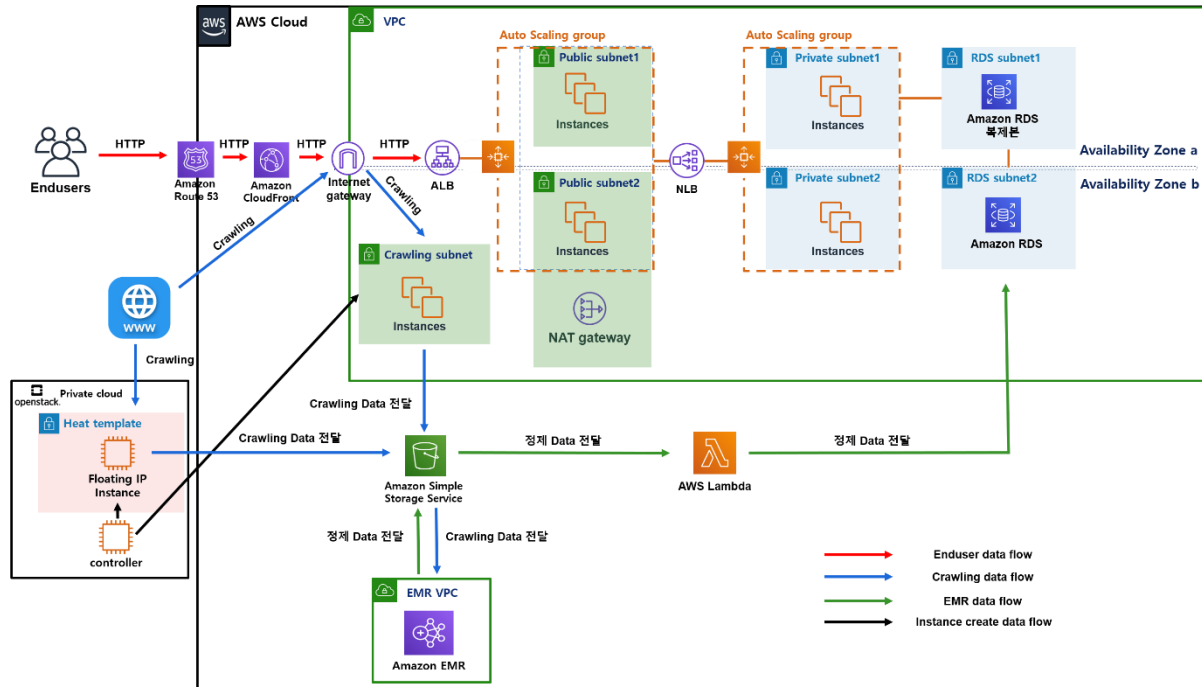 aws
AWS Cloud
VPC
Auto Scaling group
Public subnet1
Instances
Auto Scaling group
Private subnet1
Instances
RDS subnet1
Amazon RDS
복제본
Availability Zone a
Availability Zone b
Endusers
HTTP
53
Amazon
Route 53
HTTP
Amazon
CloudFront
HTTP
Internet
gateway
HTTP
ALB
Public subnet2
Instances
NLB
Private subnet2
Instances
RDS subnet2
Amazon RDS
Crawling
Crawling
Crawling subnet
Instances
NAT gateway
WWW
Crawling
openstack.
Private cloud
Heat template
Floating IP
Instance
controller
Crawling Data 전달
Crawling Data 전달
Amazon Simple
Storage Service
정제 Data 전달
AWS Lambda
정제 Data 전달
정제 Data 전달
Crawling Data 전달
EMR VPC
Amazon EMR
Enduser data flow
Crawling data flow
EMR data flow
Instance create data flow